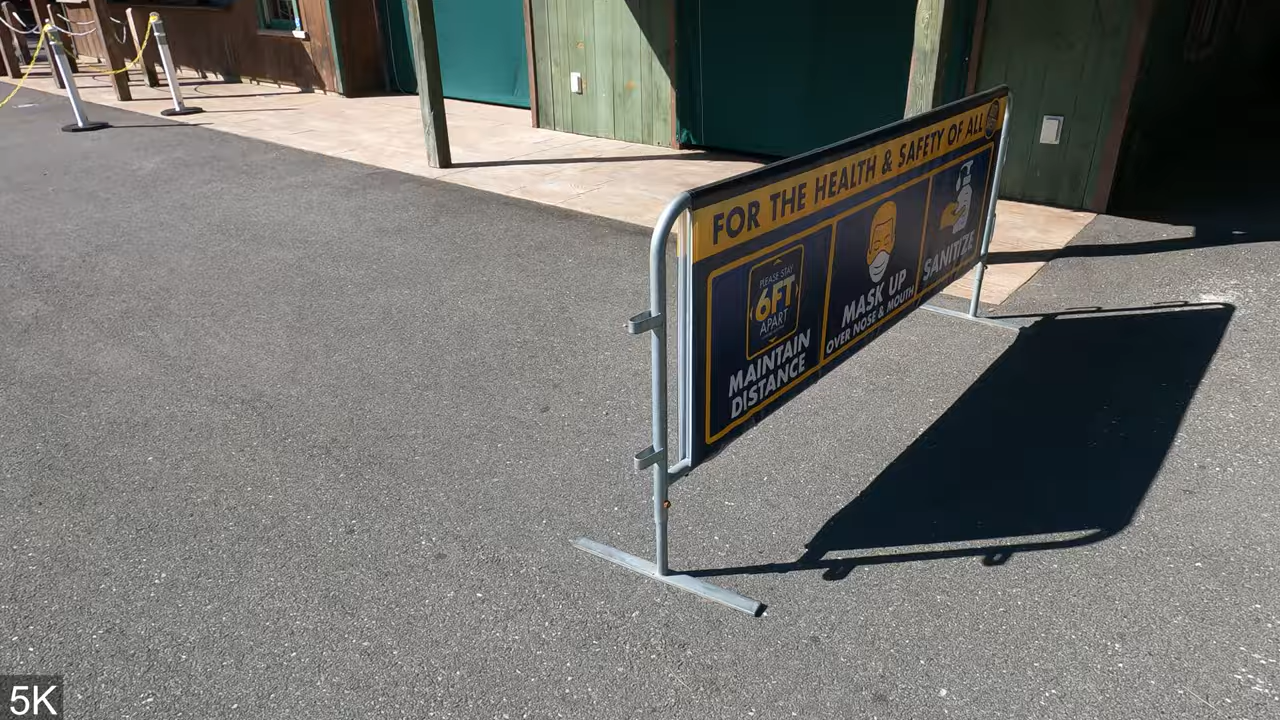 FOR THE HEALTH & SAFETY OF ALL
PLEASE STAY
6FT
APART
MAINTAIN
DISTANCE
MASK UP
OVER NOSE & MOUTH
SANITIZE
5K